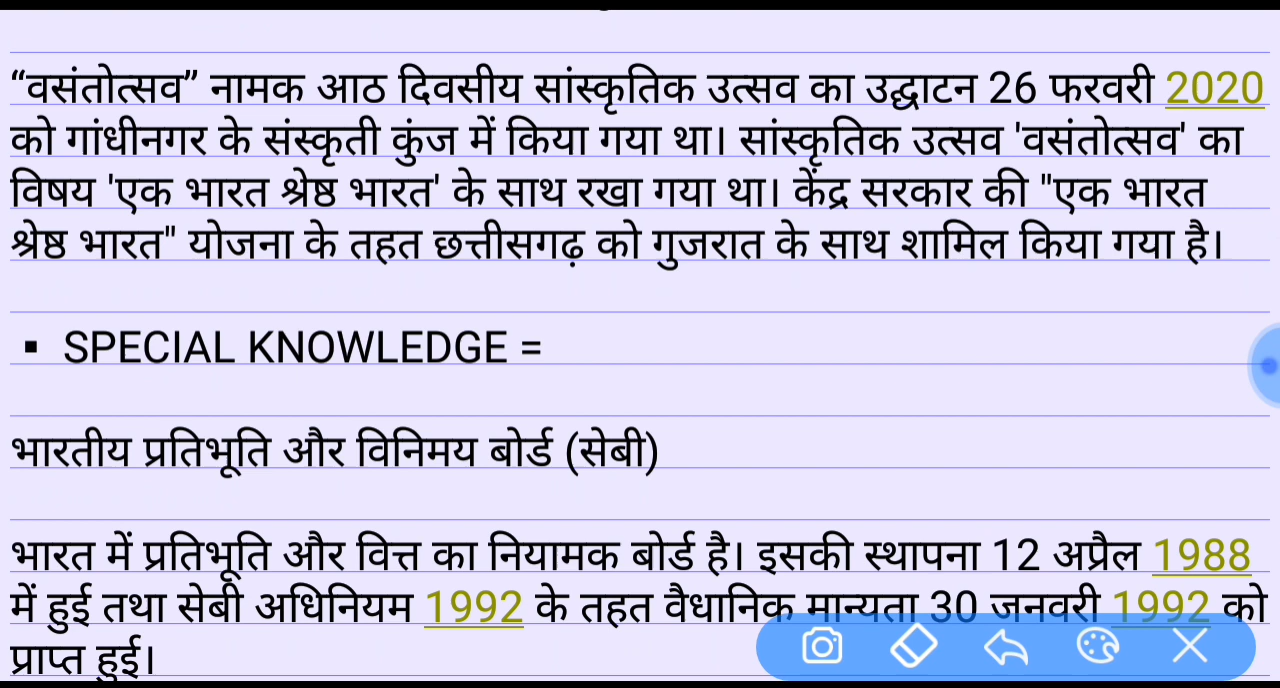 “वसंतोत्सव” नामक आठ दिवसीय सांस्कृतिक उत्सव का उद्घाटन 26 फरवरी 2020
को गांधीनगर के संस्कृती कुंज में किया गया था। सांस्कृतिक उत्सव 'वसंतोत्सव' का
विषय 'एक भारत श्रेष्ठ भारत' के साथ रखा गया था। केंद्र सरकार की "एक भारत
श्रेष्ठ भारत" योजना के तहत छत्तीसगढ़ को गुजरात के साथ शामिल किया गया है।
▪ SPECIAL KNOWLEDGE =
भारतीय प्रतिभूति और विनिमय बोर्ड (सेबी)
भारत में प्रतिभूति और वित्त का नियामक बोर्ड है। इसकी स्थापना 12 अप्रैल 1988
में हुई तथा सेबी अधिनियम 1992 के तहत वैधानिक मान्यता 30 जनवरी 1992 को
प्राप्त हुई।